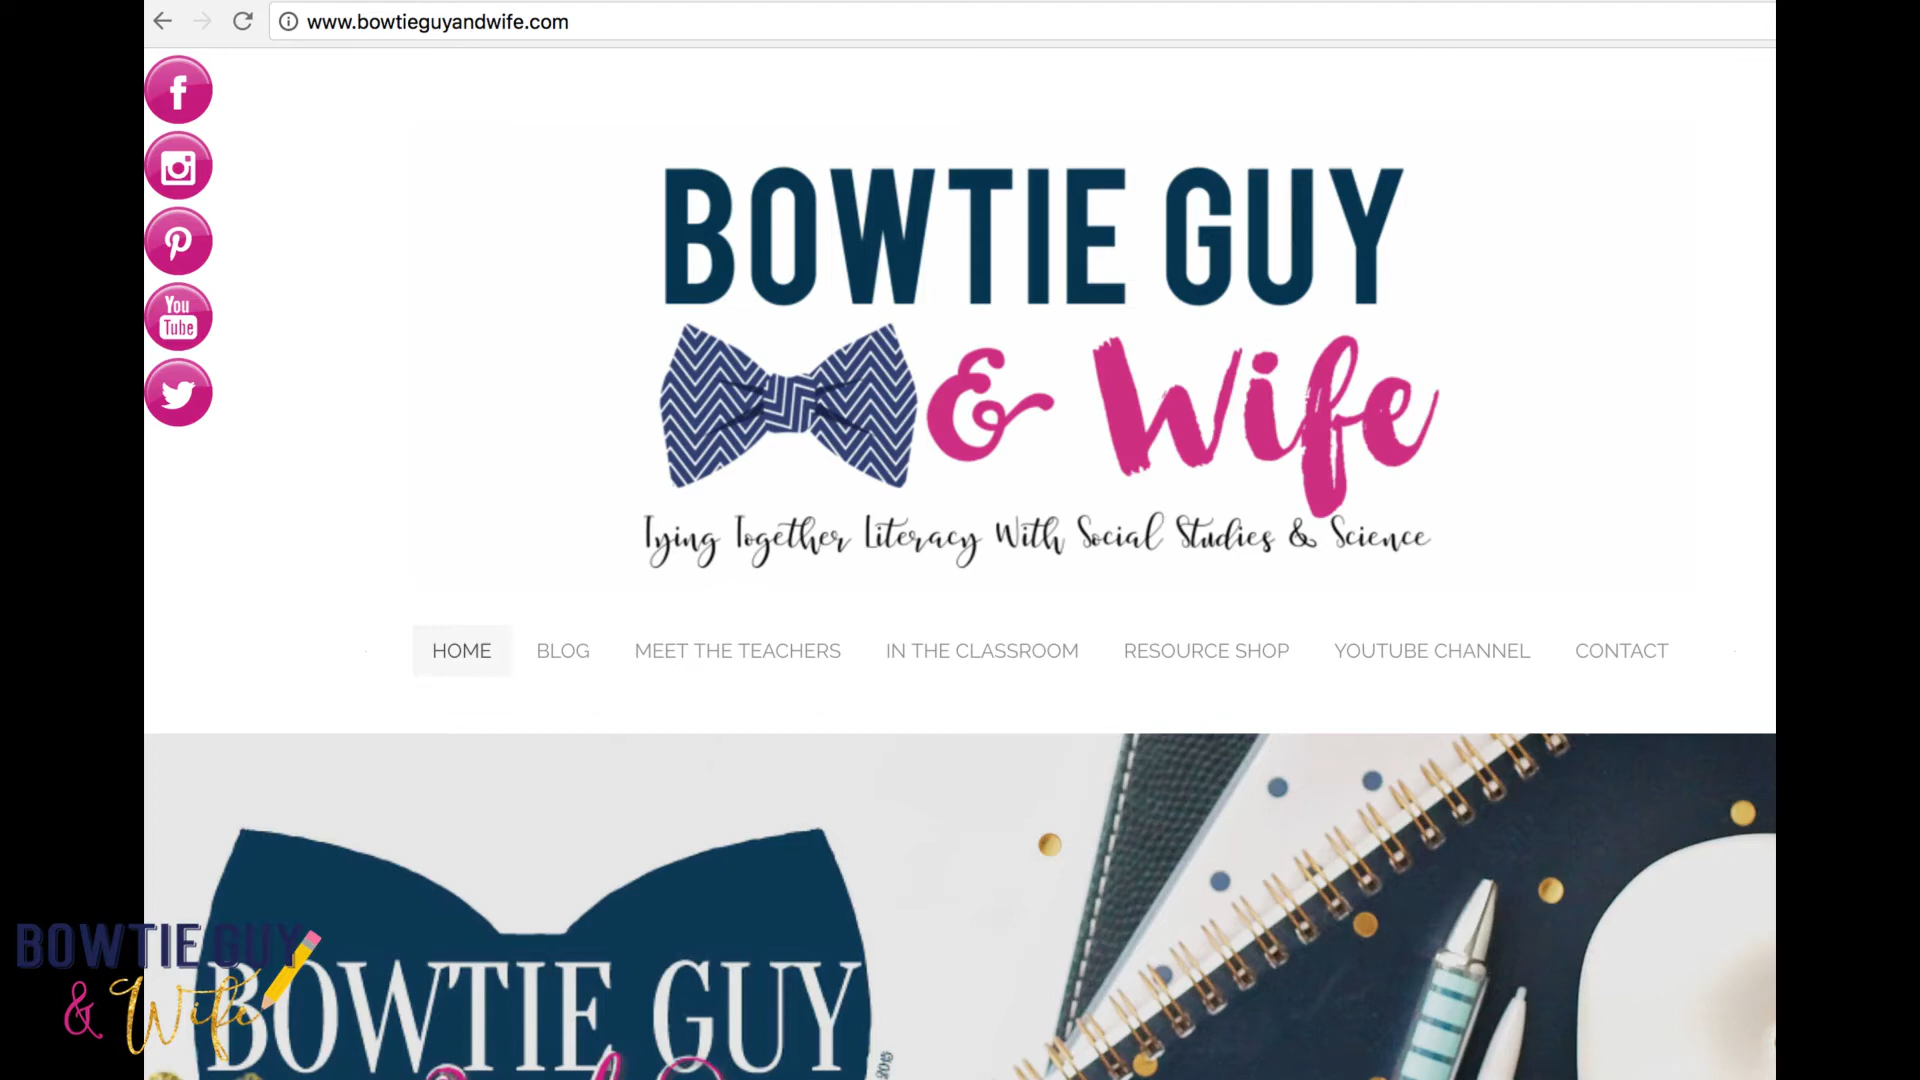 www.bowtieguyandwife.com
f
You
Tube
BOWTIE GUY
& Wife
Tying Together Literacy With Social Studies & Science
HOME BLOG MEET THE TEACHERS IN THE CLASSROOM RESOURCE SHOP YOUTUBE CHANNEL CONTACT
BOWTIE GUY
& Wife
BOWTIE GUY
2015